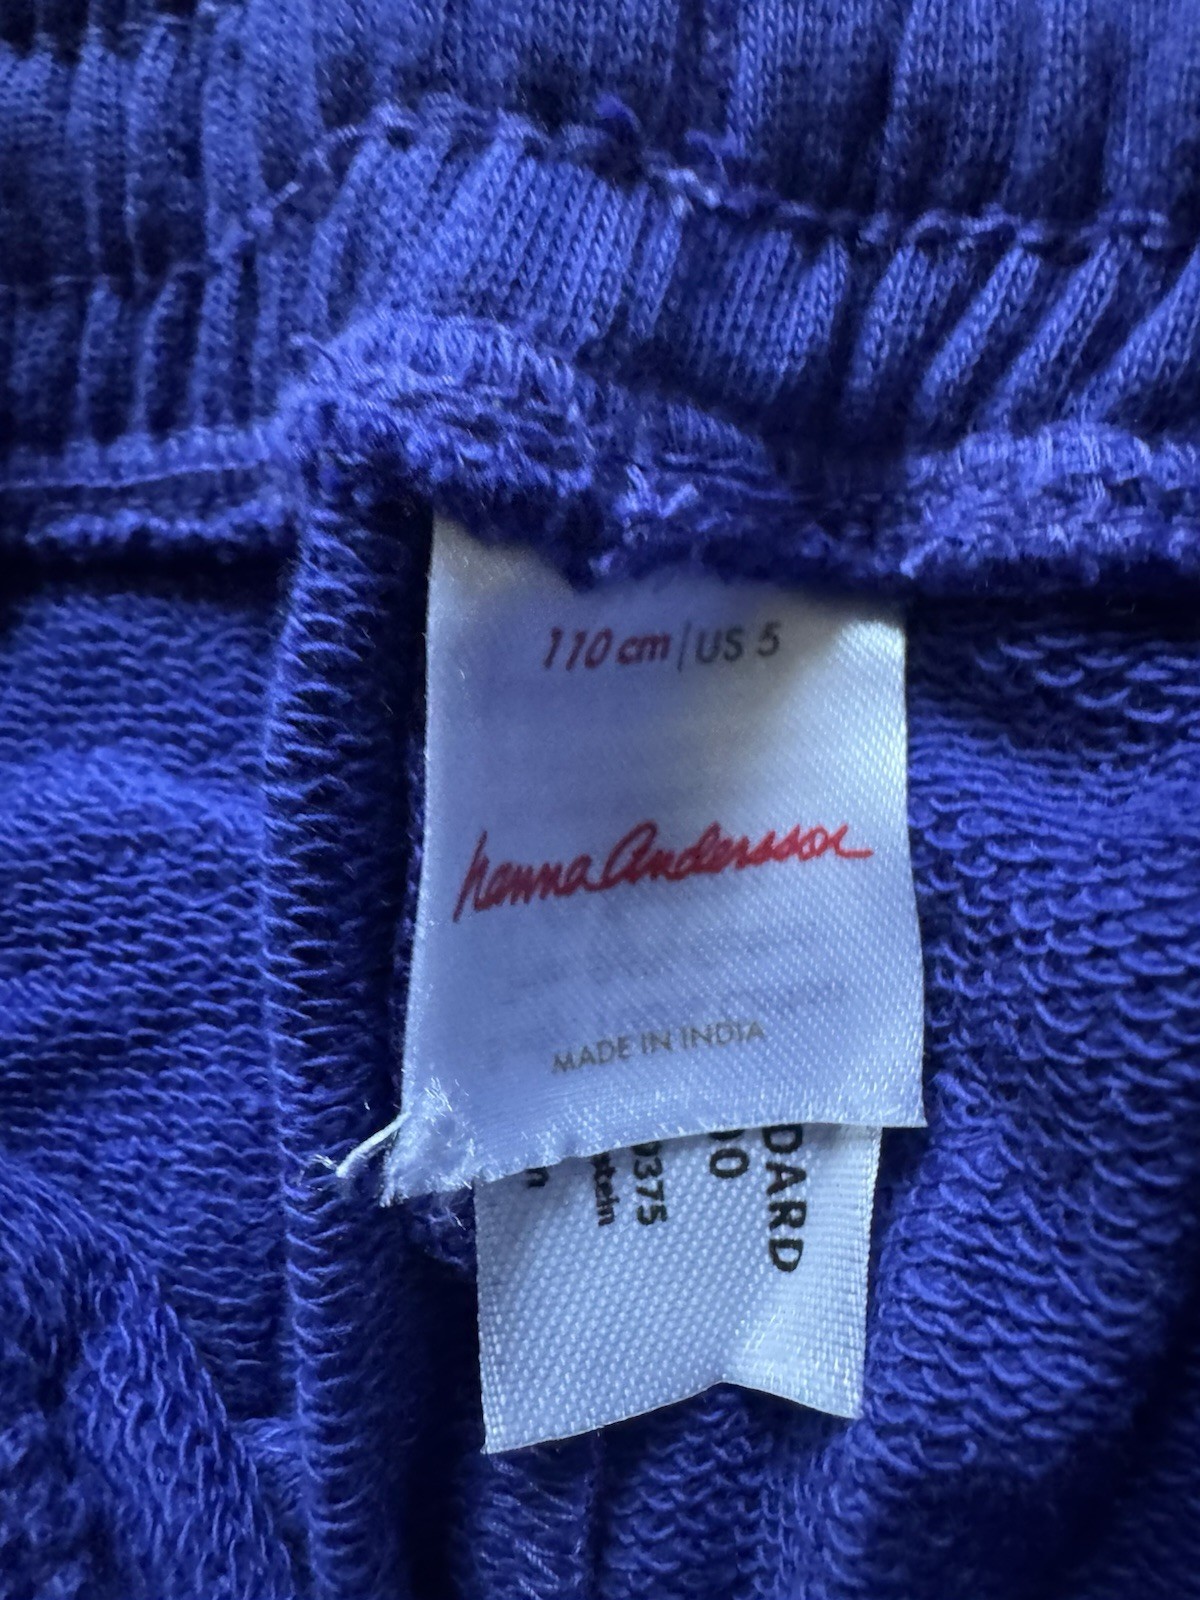 110 cm | US 5
hanna Andersson
MADE IN INDIA
DARD
00
0375